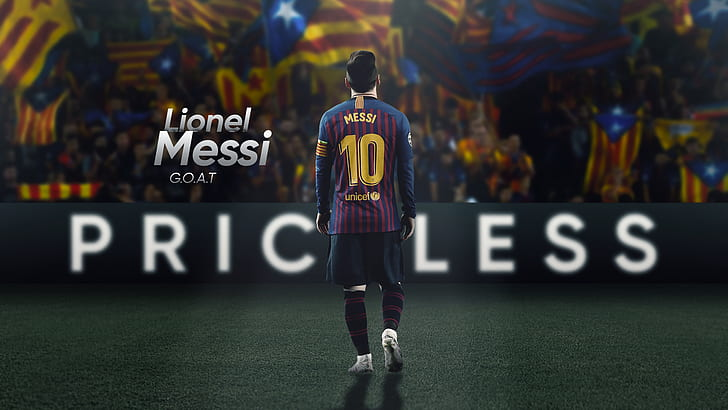 Lionel
Messi
G.O.A.T
MESSI
10
unicef
PRIC LESS